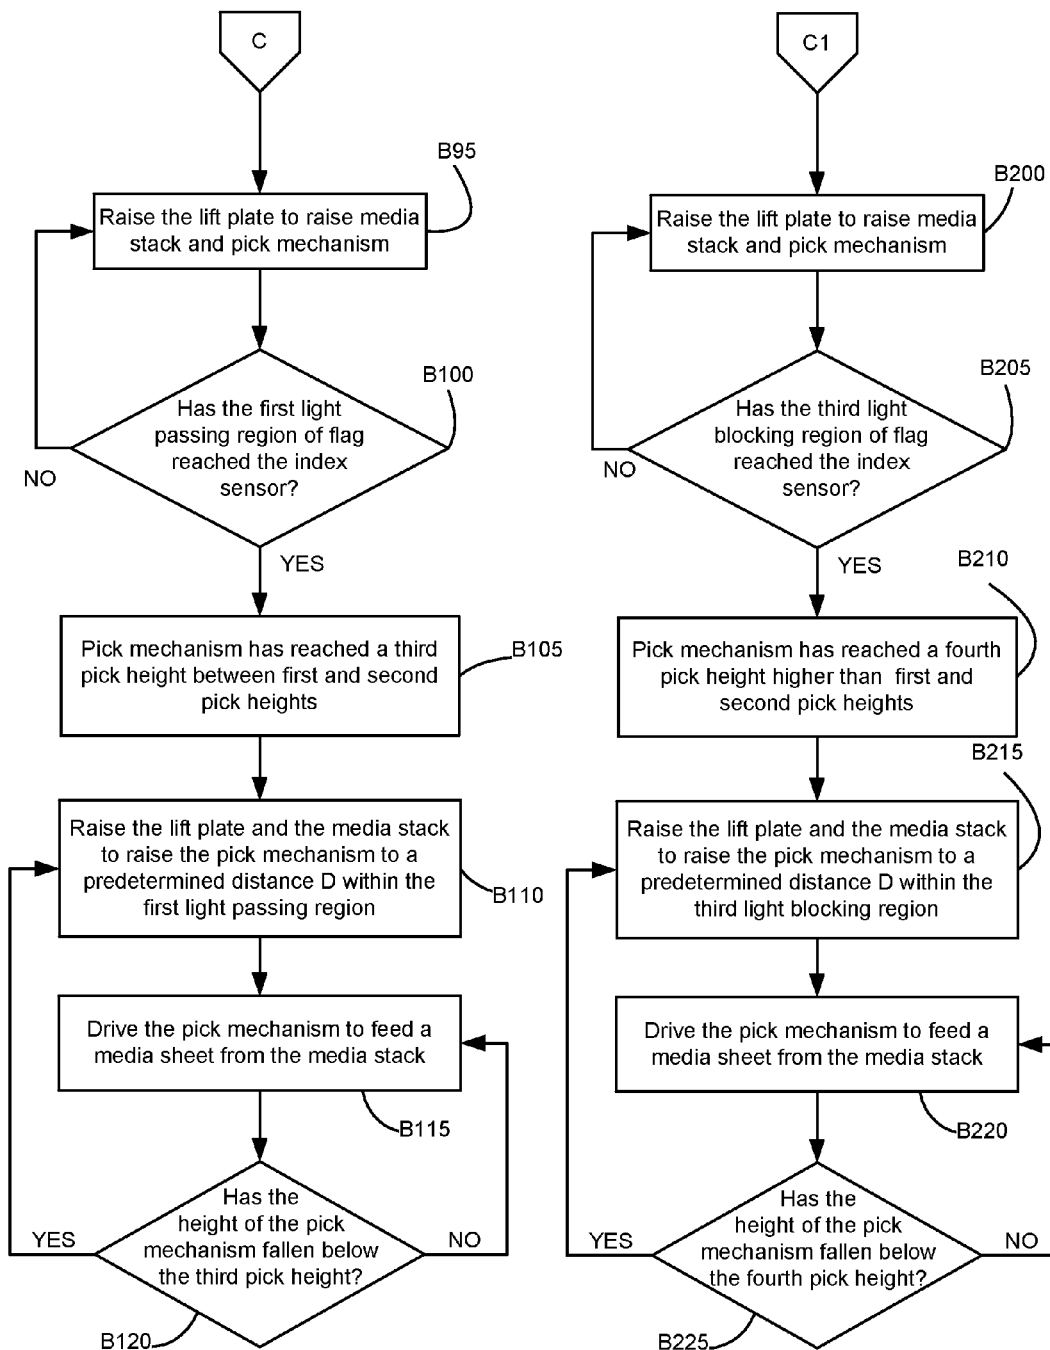 C
B95
Raise the lift plate to raise media
stack and pick mechanism
B100
Has the first light
passing region of flag
reached the index
sensor?
NO
YES
Pick mechanism has reached a third
pick height between first and second
pick heights
B105
Raise the lift plate and the media stack
to raise the pick mechanism to a
predetermined distance D within the
first light passing region
B110
Drive the pick mechanism to feed a
media sheet from the media stack
B115
Has the
height of the pick
mechanism fallen below
the third pick height?
YES
NO
B120
C1
B200
Raise the lift plate to raise media
stack and pick mechanism
B205
Has the third light
blocking region of flag
reached the index
sensor?
NO
YES
B210
Pick mechanism has reached a fourth
pick height higher than first and
second pick heights
B215
Raise the lift plate and the media stack
to raise the pick mechanism to a
predetermined distance D within the
third light blocking region
Drive the pick mechanism to feed a
media sheet from the media stack
B220
Has the
height of the pick
mechanism fallen below
the fourth pick height?
YES
NO
B225